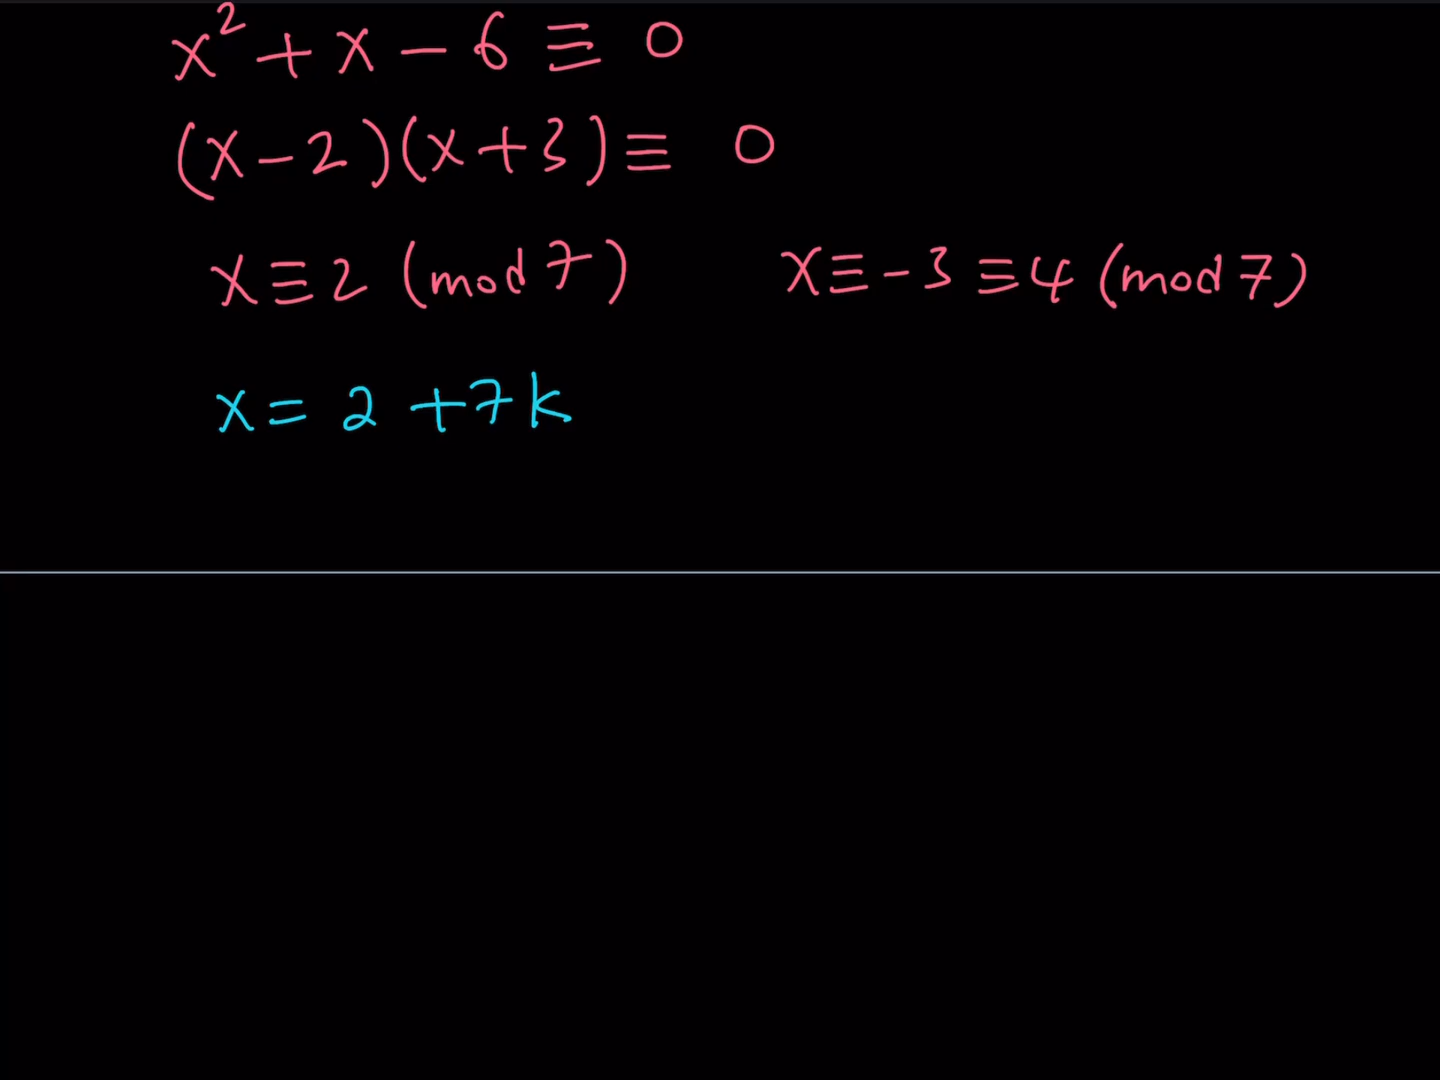 x² + x - 6 ≡ 0
(x-2)(x+3) ≡ 0
x ≡ 2 (mod 7) x ≡ -3 ≡ 4 (mod 7)
x = 2 + 7k